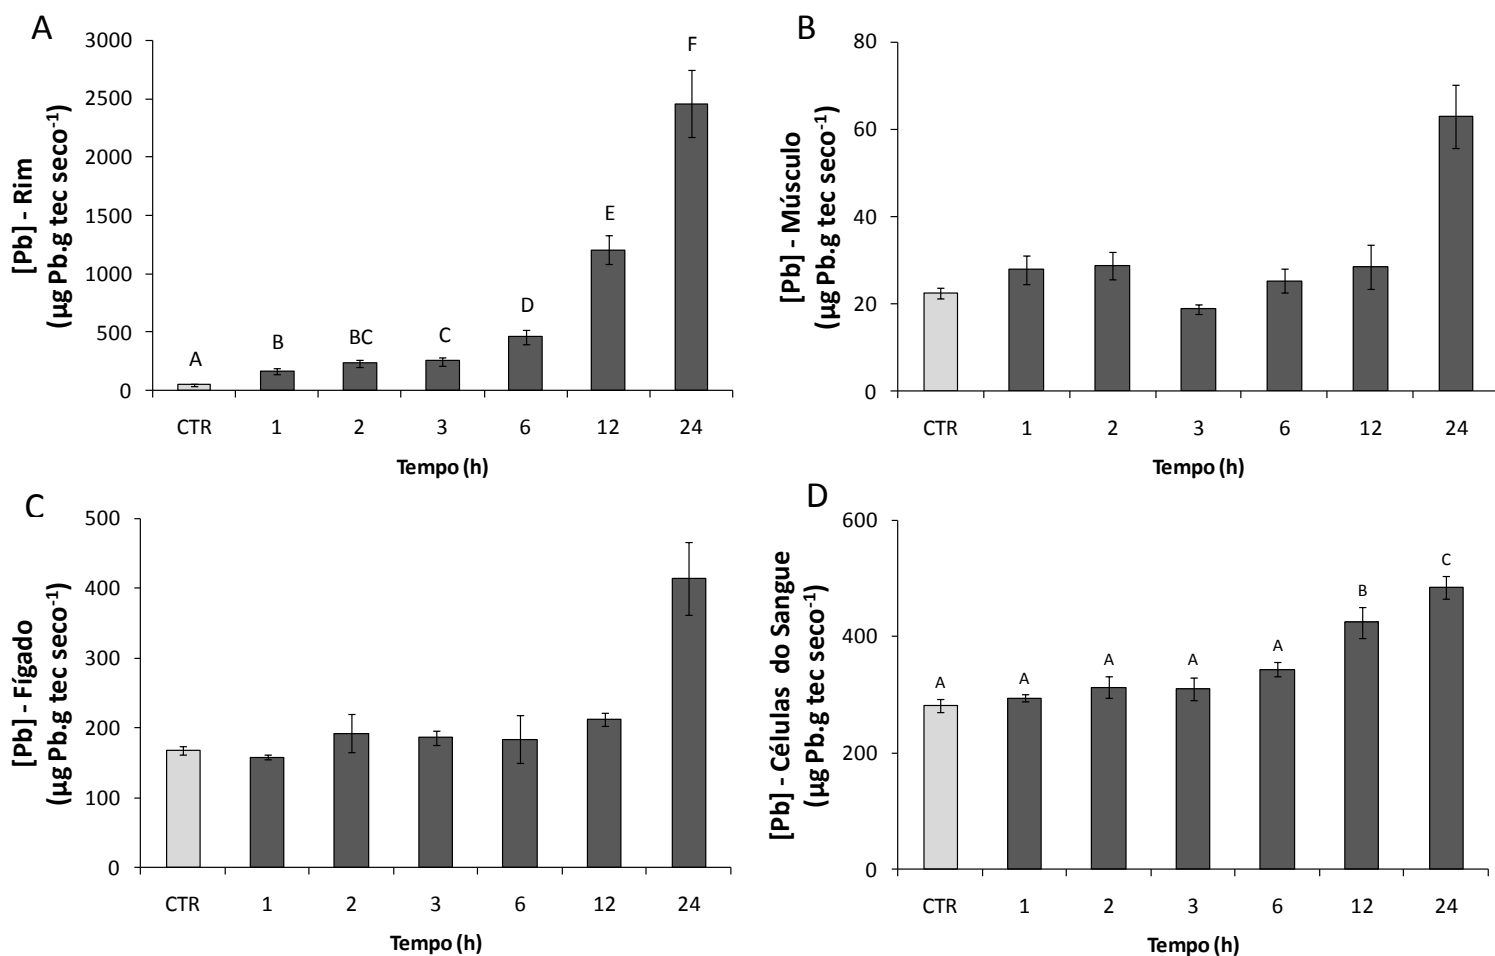 A
[Pb] - Rim
(µg Pb.g tec seco⁻¹)
3000
2500
2000
1500
1000
500
0
A
B
BC
C
D
E
F
CTR 1 2 3 6 12 24
Tempo (h)
B
[Pb] - Músculo
(µg Pb.g tec seco⁻¹)
80
60
40
20
0
CTR 1 2 3 6 12 24
Tempo (h)
C
[Pb] - Fígado
(µg Pb.g tec seco⁻¹)
500
400
300
200
100
0
CTR 1 2 3 6 12 24
Tempo (h)
D
[Pb] - Células do Sangue
(µg Pb.g tec seco⁻¹)
600
400
200
0
A
A
A
A
A
B
C
CTR 1 2 3 6 12 24
Tempo (h)